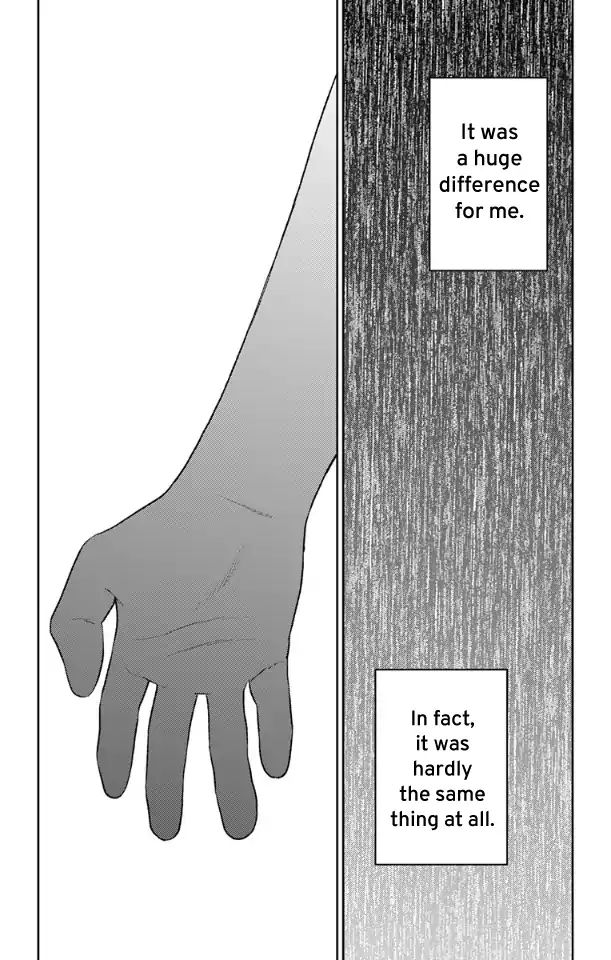 It was
a huge
difference
for me.
In fact,
it was
hardly
the same
thing at all.